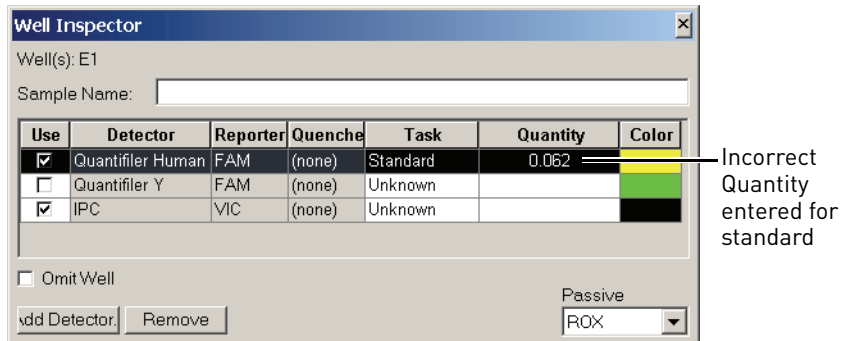 Well Inspector
Well(s): E1
Sample Name:
Use Detector Reporter Quenche Task Quantity Color
Quantifiler Human FAM (none) Standard 0.062
Quantifiler Y FAM (none) Unknown
IPC VIC (none) Unknown
Omit Well
dd Detector. Remove
Passive
ROX
Incorrect
Quantity
entered for
standard